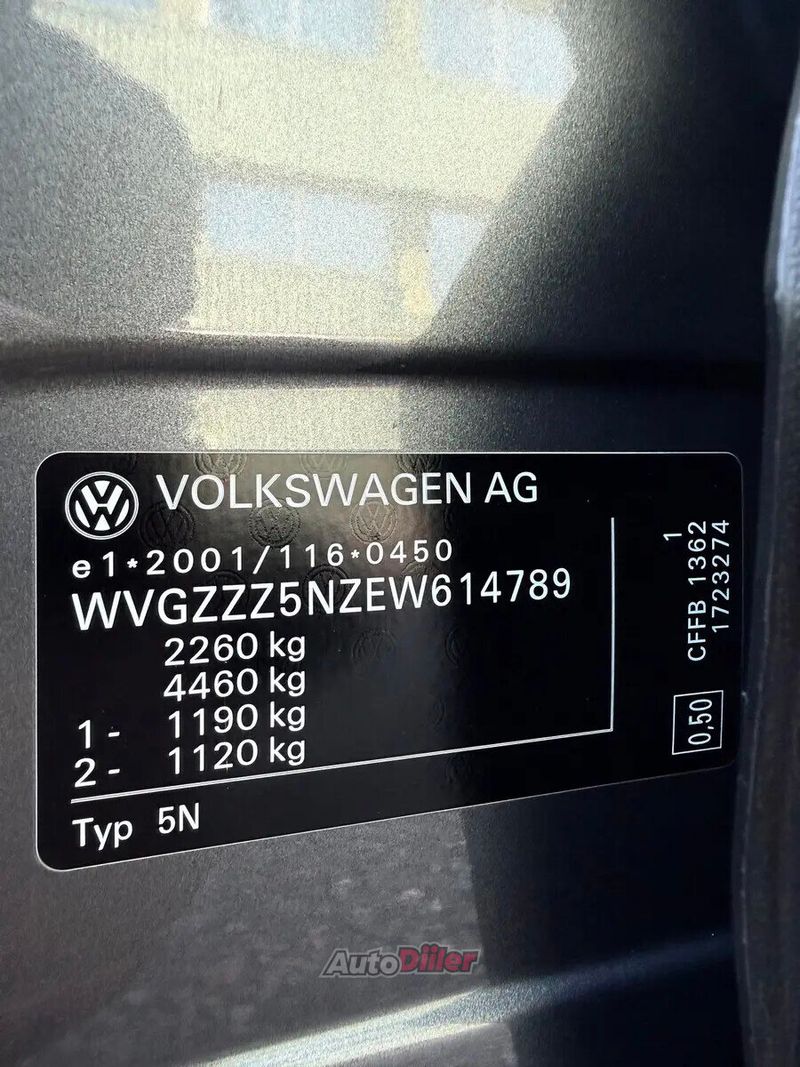 VOLKSWAGEN AG
e1*2001/116*0450
WVGZZZ5NZEW614789
2260 kg
4460 kg
1- 1190 kg
2- 1120 kg
Typ 5N
1
CFFB 1362
1723274
0,50
AutoDiler